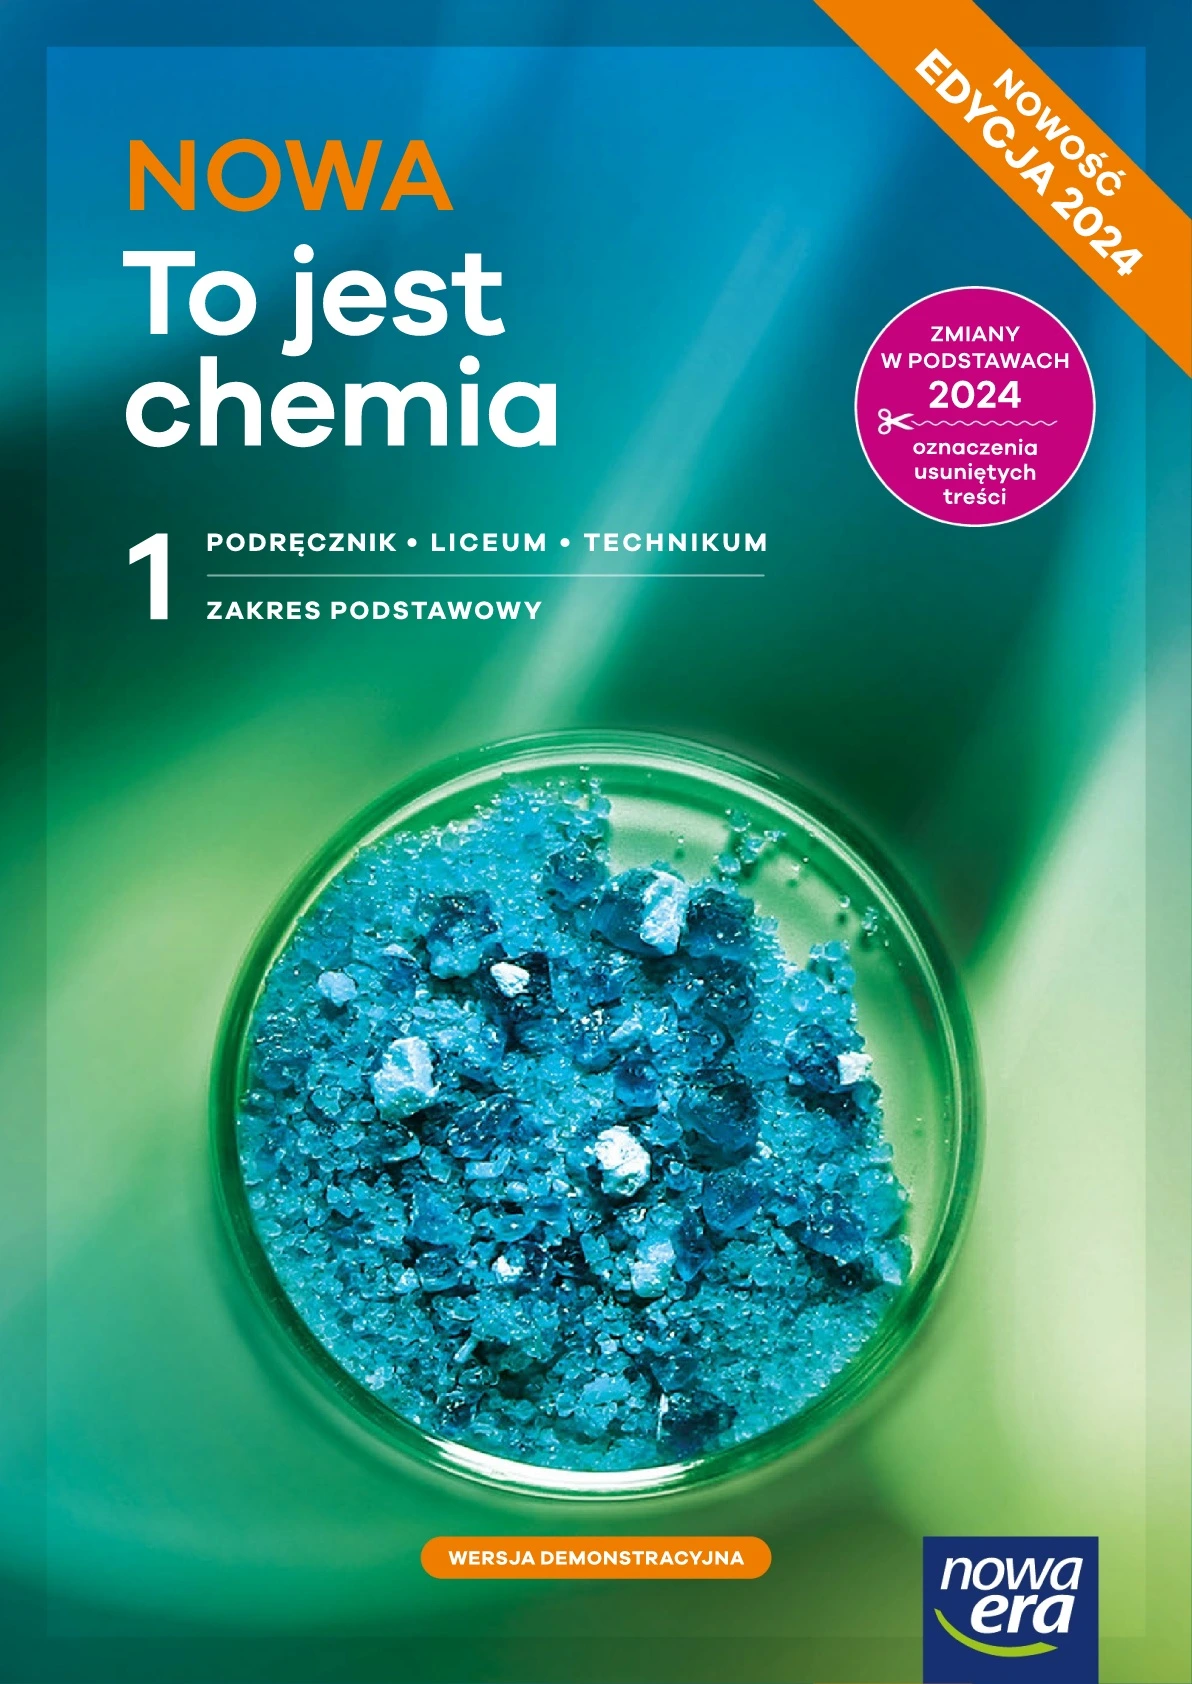 NOWOŚĆ
EDYCJA 2024
NOWA
To jest
chemia
ZMIANY
W PODSTAWACH
2024
oznaczenia
usuniętych
treści
1
PODRĘCZNIK • LICEUM • TECHNIKUM
ZAKRES PODSTAWOWY
WERSJA DEMONSTRACYJNA
nowa
era